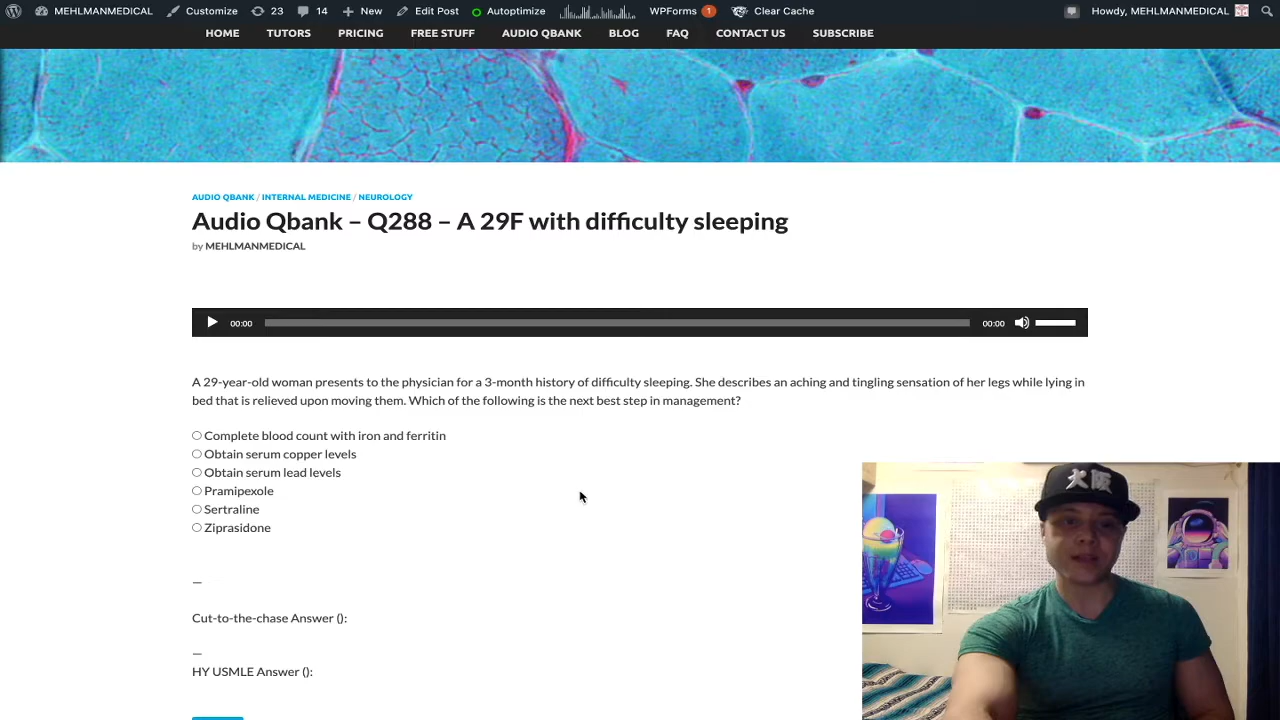 MEHLMANMEDICAL Customize 23 14 New Edit Post Autoptimize WPForms 1 Clear Cache Howdy, MEHLMANMEDICAL
HOME TUTORS PRICING FREE STUFF AUDIO QBANK BLOG FAQ CONTACT US SUBSCRIBE
AUDIO QBANK / INTERNAL MEDICINE / NEUROLOGY
Audio Qbank – Q288 – A 29F with difficulty sleeping
by MEHLMANMEDICAL
00:00 00:00
A 29-year-old woman presents to the physician for a 3-month history of difficulty sleeping. She describes an aching and tingling sensation of her legs while lying in
bed that is relieved upon moving them. Which of the following is the next best step in management?
Complete blood count with iron and ferritin
Obtain serum copper levels
Obtain serum lead levels
Pramipexole
Sertraline
Ziprasidone
—
Cut-to-the-chase Answer ():
—
HY USMLE Answer ():
大阪